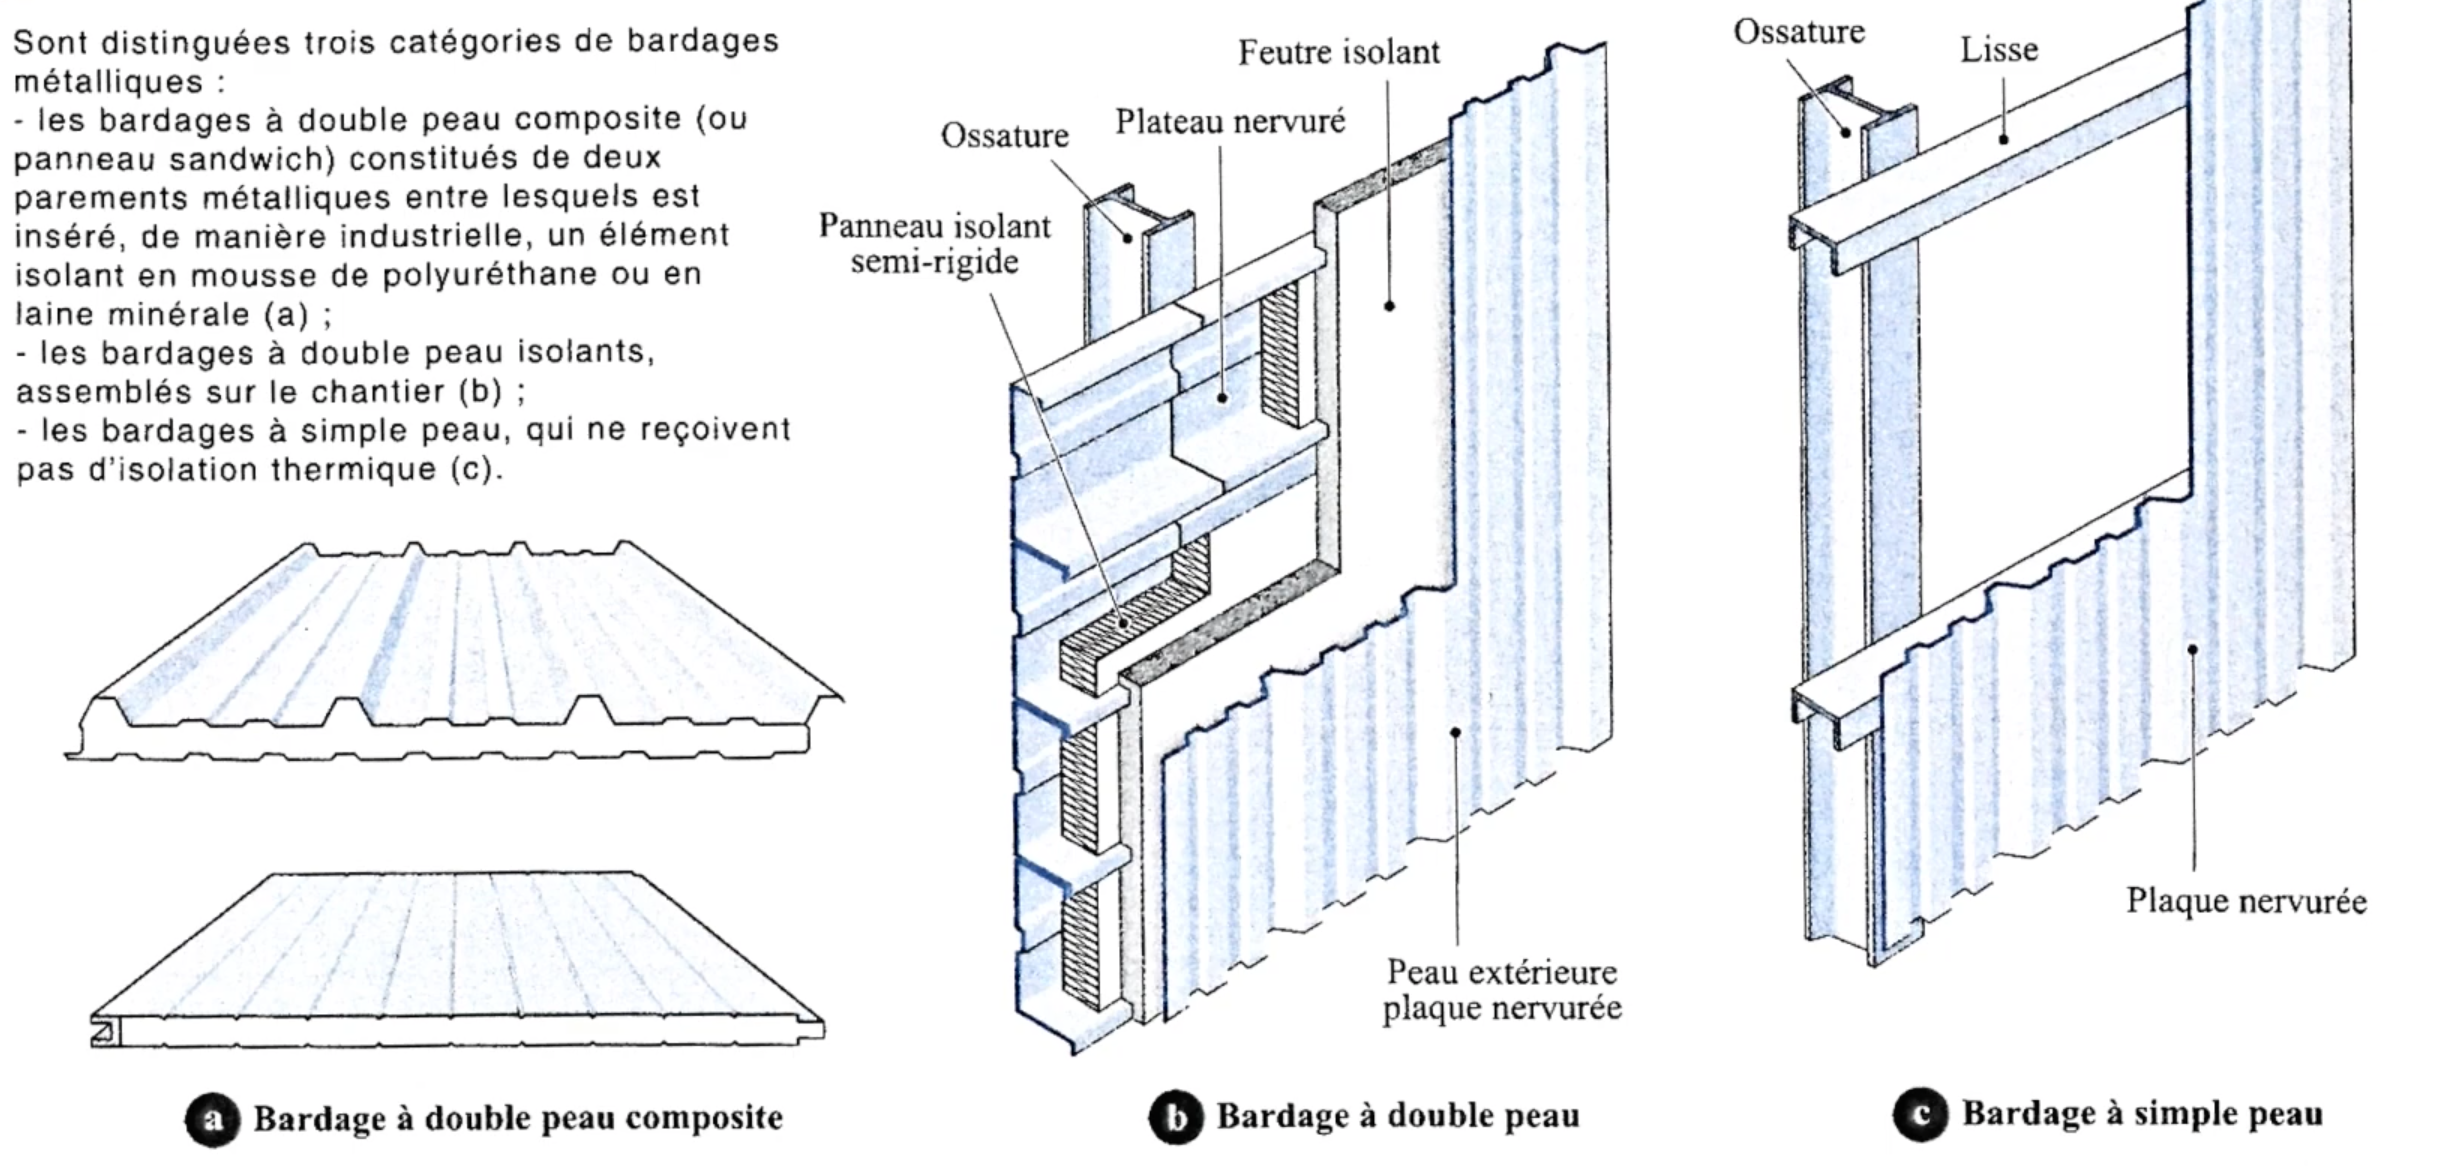 Sont distinguées trois catégories de bardages
métalliques :
- les bardages à double peau composite (ou
panneau sandwich) constitués de deux
parements métalliques entre lesquels est
inséré, de manière industrielle, un élément
isolant en mousse de polyuréthane ou en
laine minérale (a) ;
- les bardages à double peau isolants,
assemblés sur le chantier (b) ;
- les bardages à simple peau, qui ne reçoivent
pas d'isolation thermique (c).
a Bardage à double peau composite
Feutre isolant
Plateau nervuré
Ossature
Panneau isolant
semi-rigide
Peau extérieure
plaque nervurée
b Bardage à double peau
Ossature
Lisse
Plaque nervurée
c Bardage à simple peau